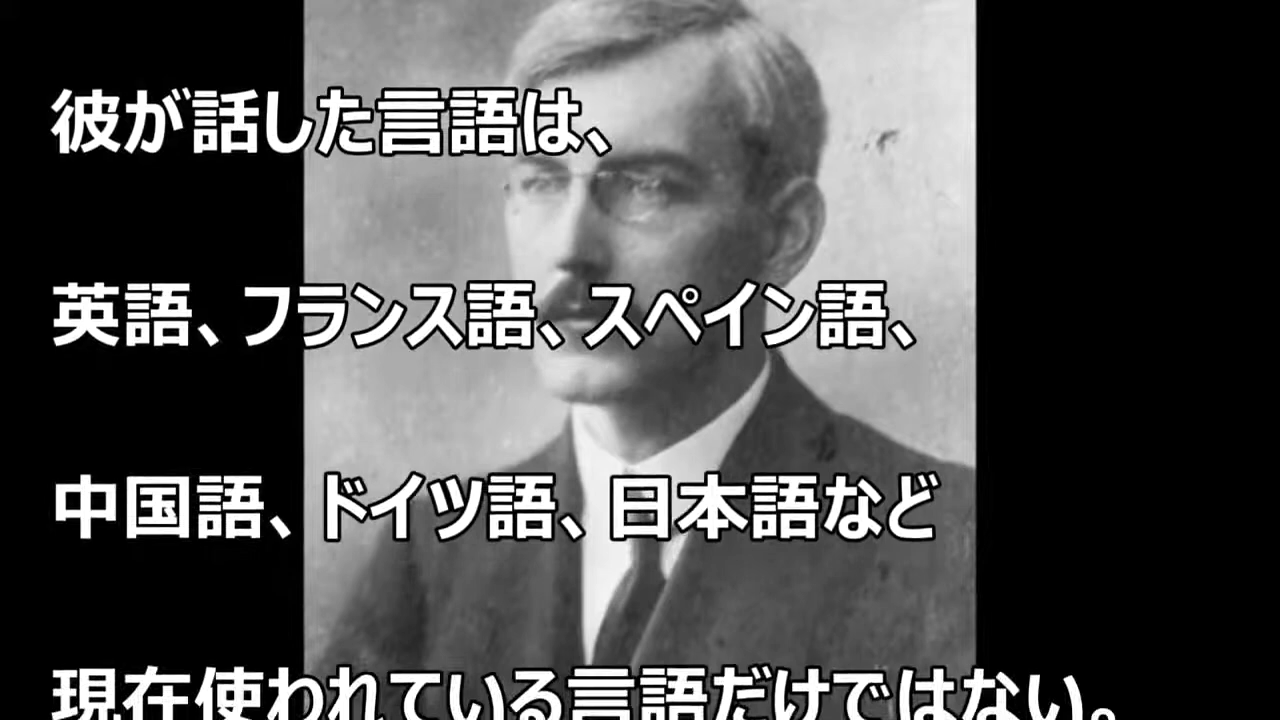 彼が話した言語は、
英語、フランス語、スペイン語、
中国語、ドイツ語、日本語など
現在使われている言語だけではない。